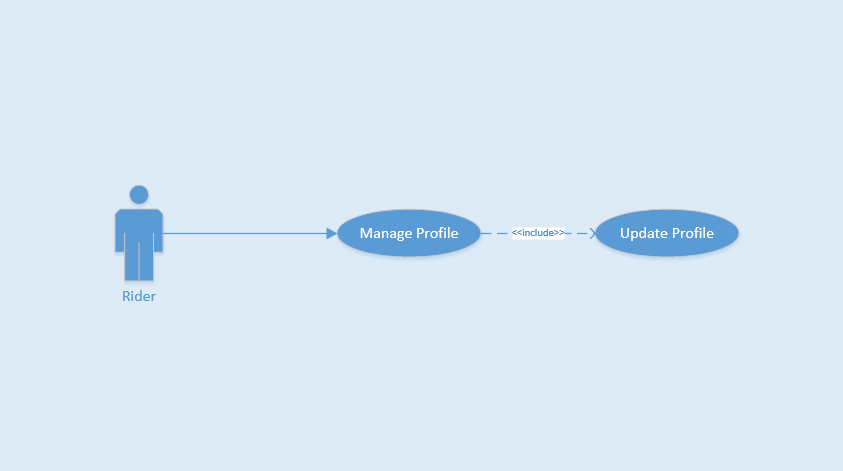 Manage Profile
<<include>>
Update Profile
Rider